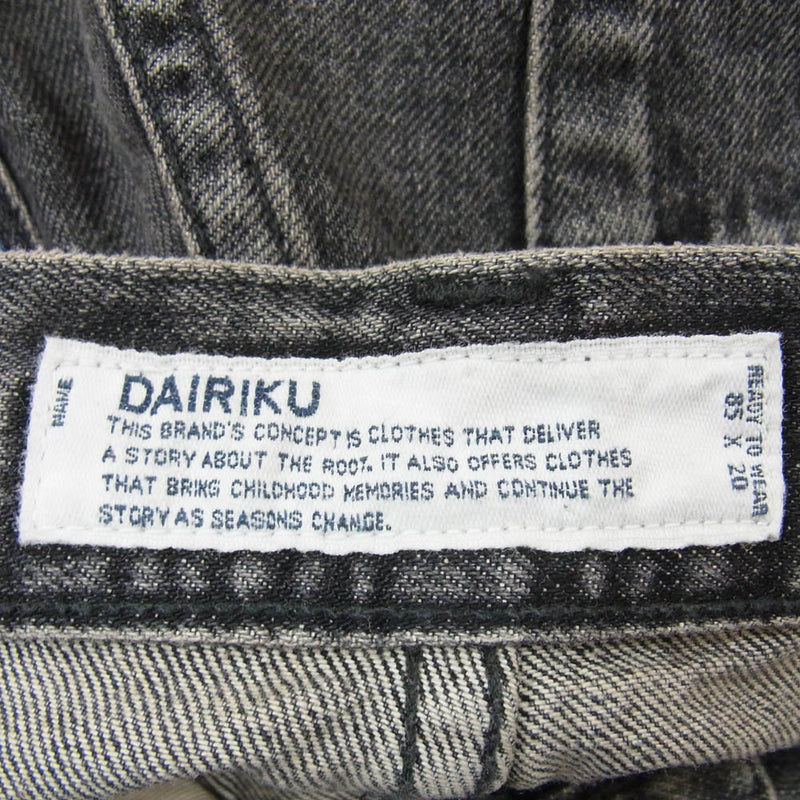 NAME
DAIRIKU
THIS BRAND'S CONCEPT IS CLOTHES THAT DELIVER
A STORY ABOUT THE ROOT. IT ALSO OFFERS CLOTHES
THAT BRING CHILDHOOD MEMORIES AND CONTINUE THE
STORY AS SEASONS CHANGE.
READY TO WEAR
85 X 20